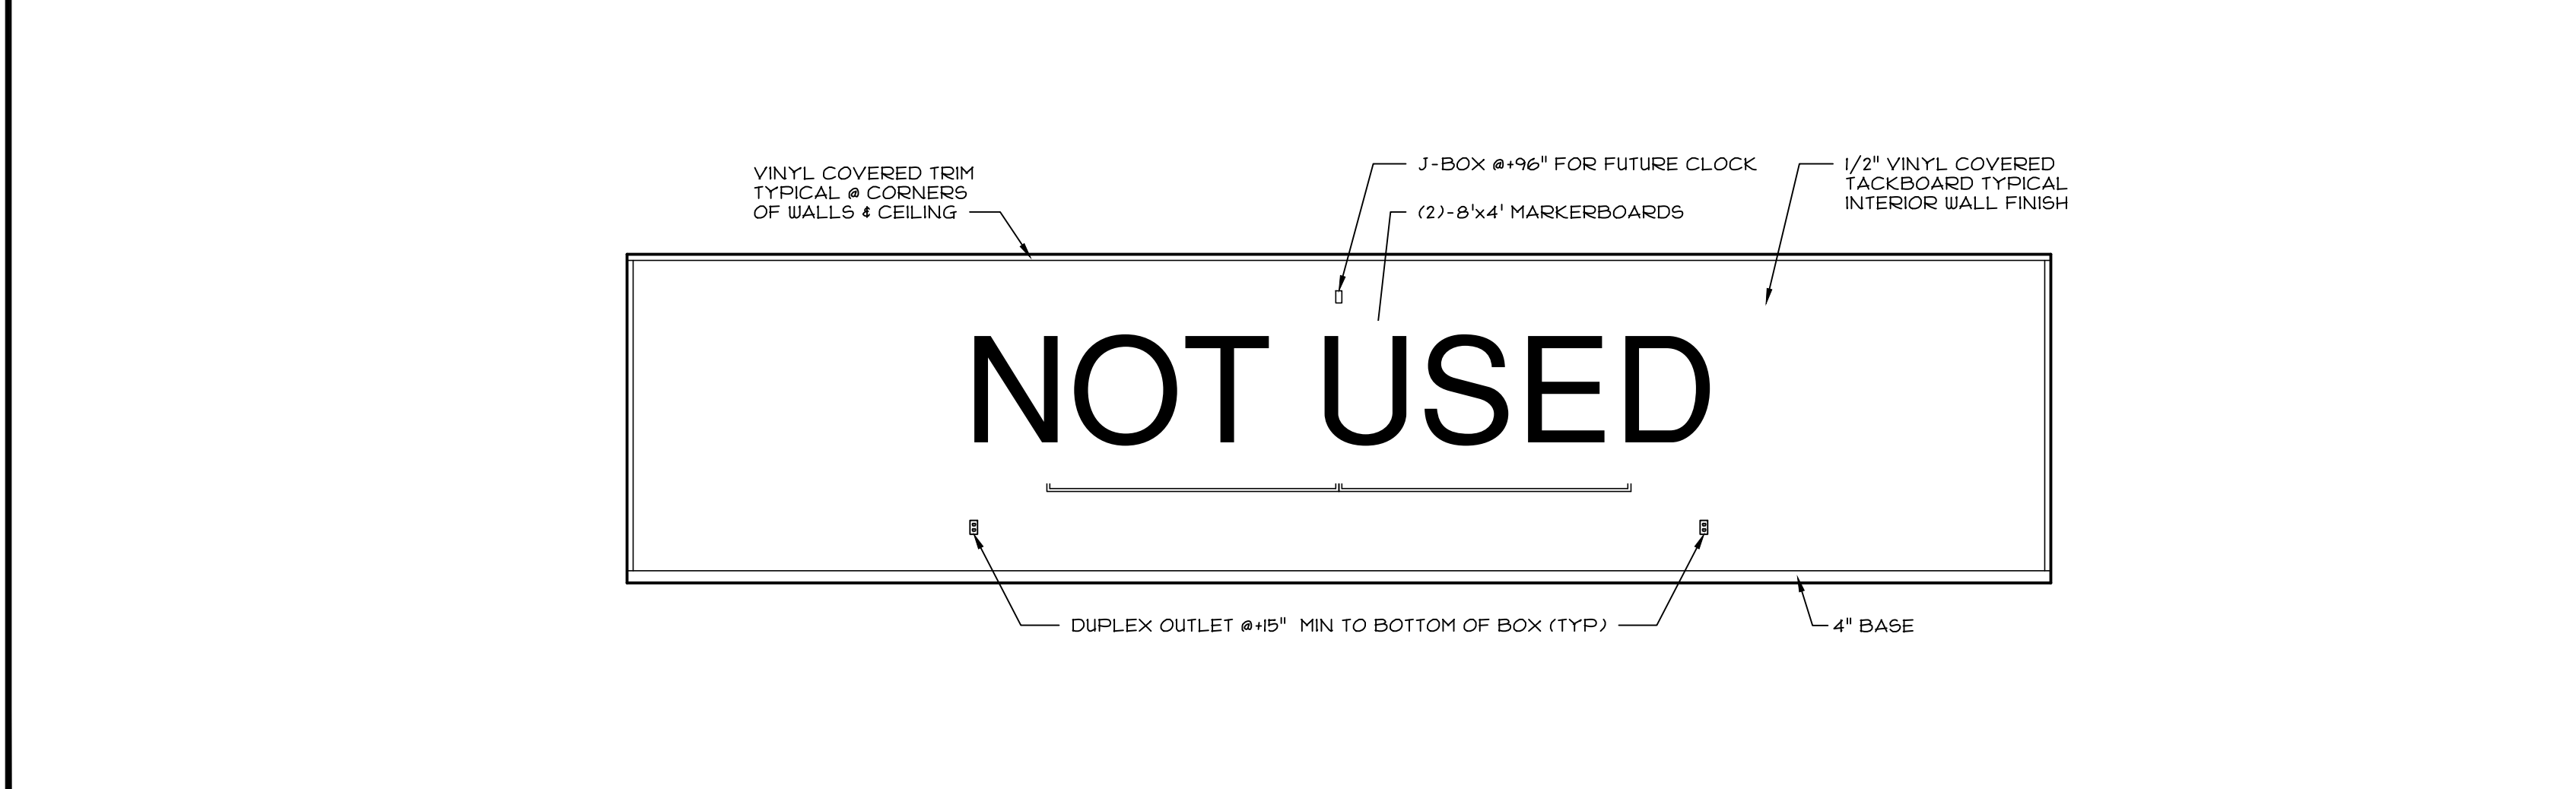 VINYL COVERED TRIM
TYPICAL @ CORNERS
OF WALLS & CEILING
J-BOX @+96" FOR FUTURE CLOCK
(2)-8'x4' MARKERBOARDS
1/2" VINYL COVERED
TACKBOARD TYPICAL
INTERIOR WALL FINISH
NOT USED
DUPLEX OUTLET @+15" MIN TO BOTTOM OF BOX (TYP)
4" BASE